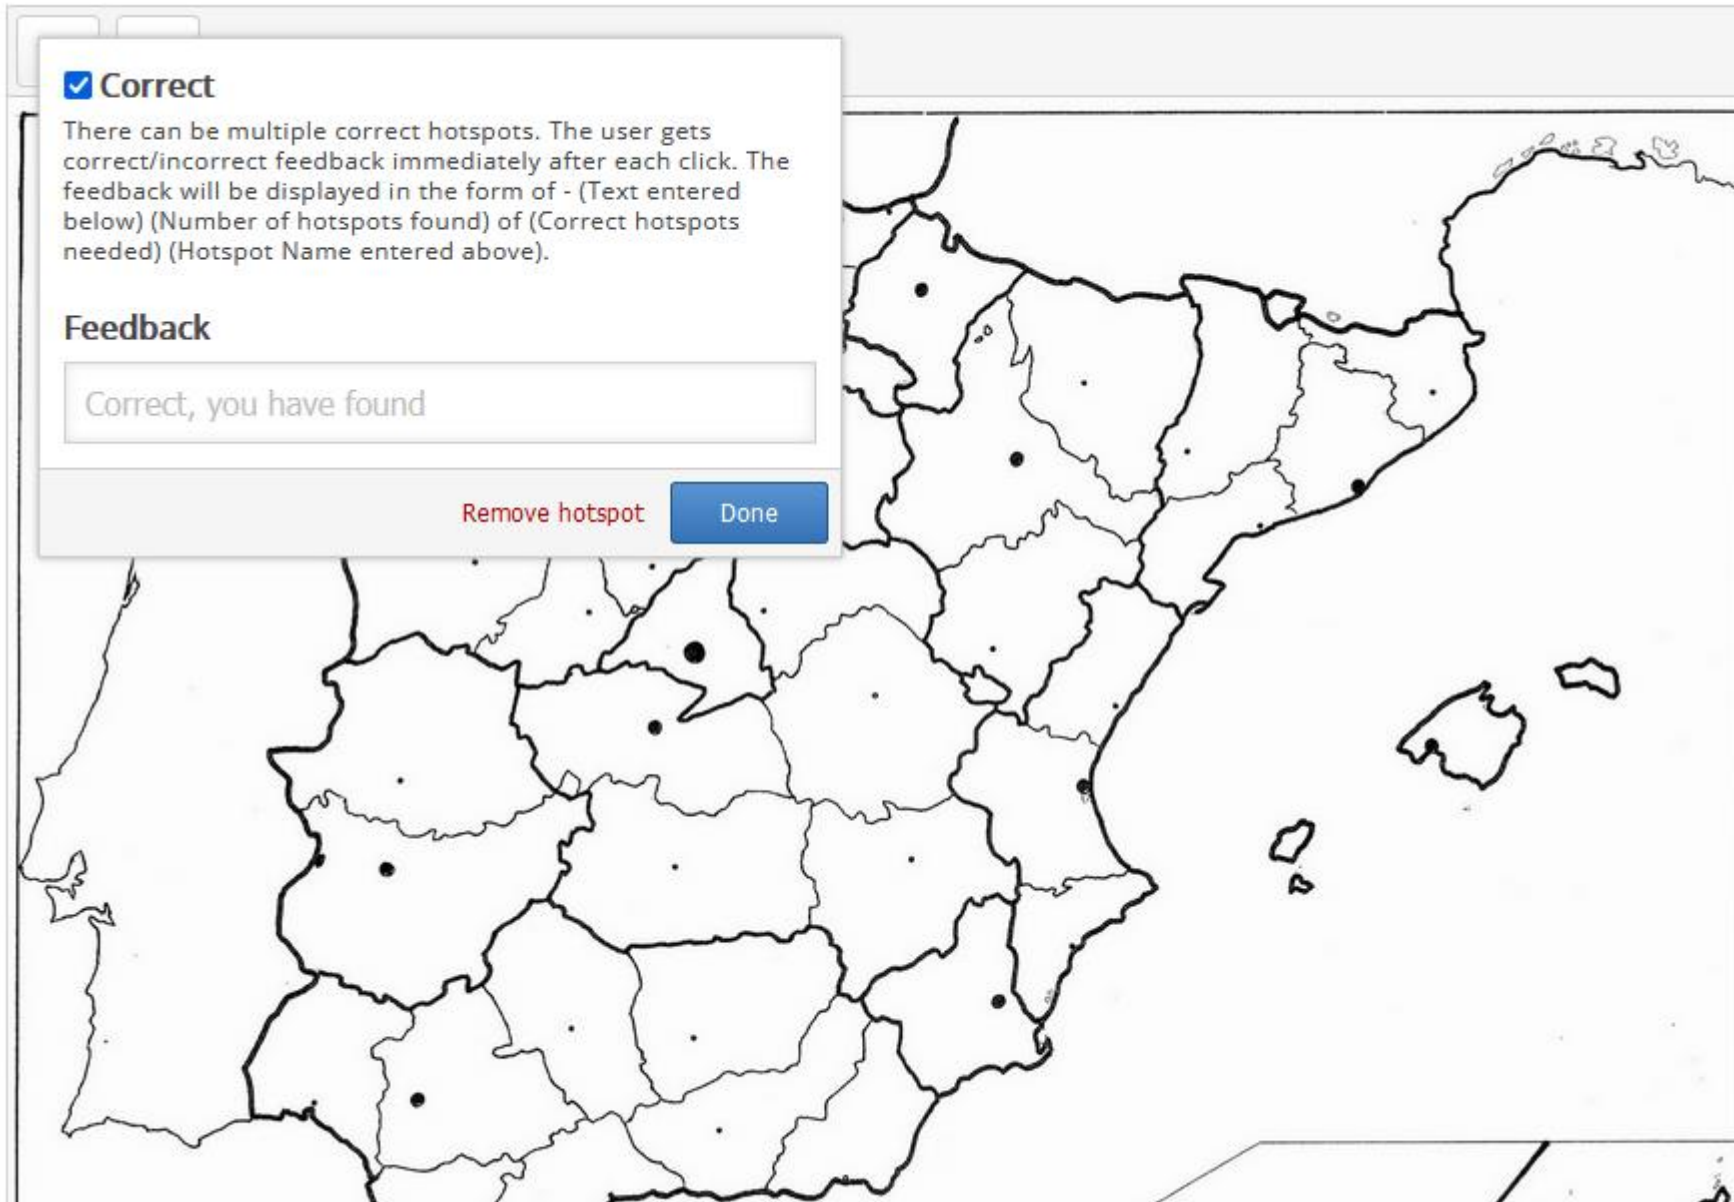 Correct
There can be multiple correct hotspots. The user gets
correct/incorrect feedback immediately after each click. The
feedback will be displayed in the form of - (Text entered
below) (Number of hotspots found) of (Correct hotspots
needed) (Hotspot Name entered above).
Feedback
Correct, you have found
Remove hotspot
Done